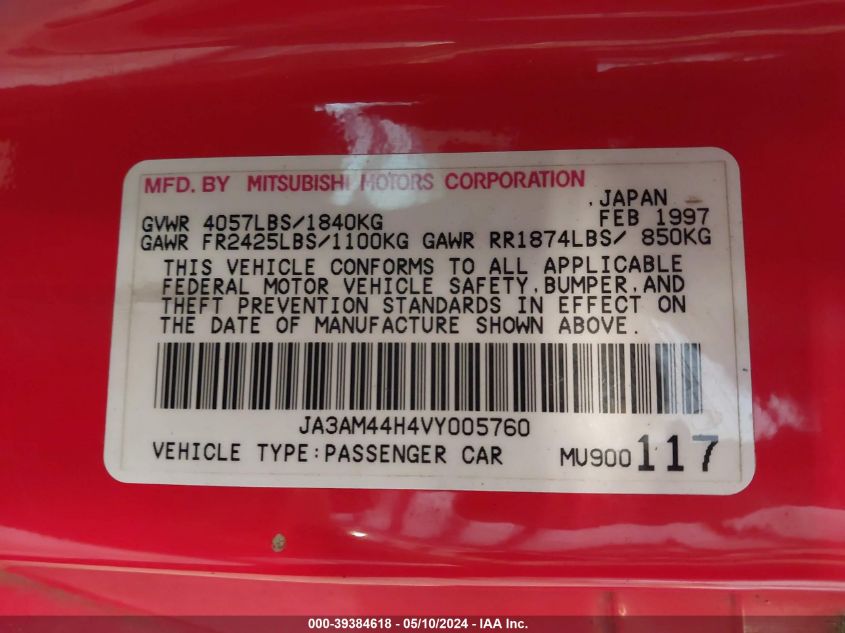 MFD. BY MITSUBISHI MOTORS CORPORATION
.JAPAN
GVWR 4057LBS/1840KG FEB 1997
GAWR FR2425LBS/1100KG GAWR RR1874LBS/ 850KG
THIS VEHICLE CONFORMS TO ALL APPLICABLE
FEDERAL MOTOR VEHICLE SAFETY,BUMPER,AND
THEFT PREVENTION STANDARDS IN EFFECT ON
THE DATE OF MANUFACTURE SHOWN ABOVE.
JA3AM44H4VY005760
VEHICLE TYPE:PASSENGER CAR MU900117
000-39384618 - 05/10/2024 - IAA Inc.